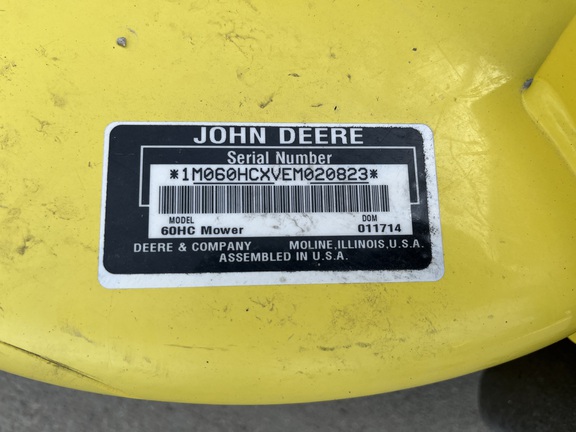 JOHN DEERE
Serial Number
*1M060HCXVEM020823*
MODEL DOM
60HC Mower 011714
DEERE & COMPANY MOLINE,ILLINOIS,U.S.A.
ASSEMBLED IN U.S.A.